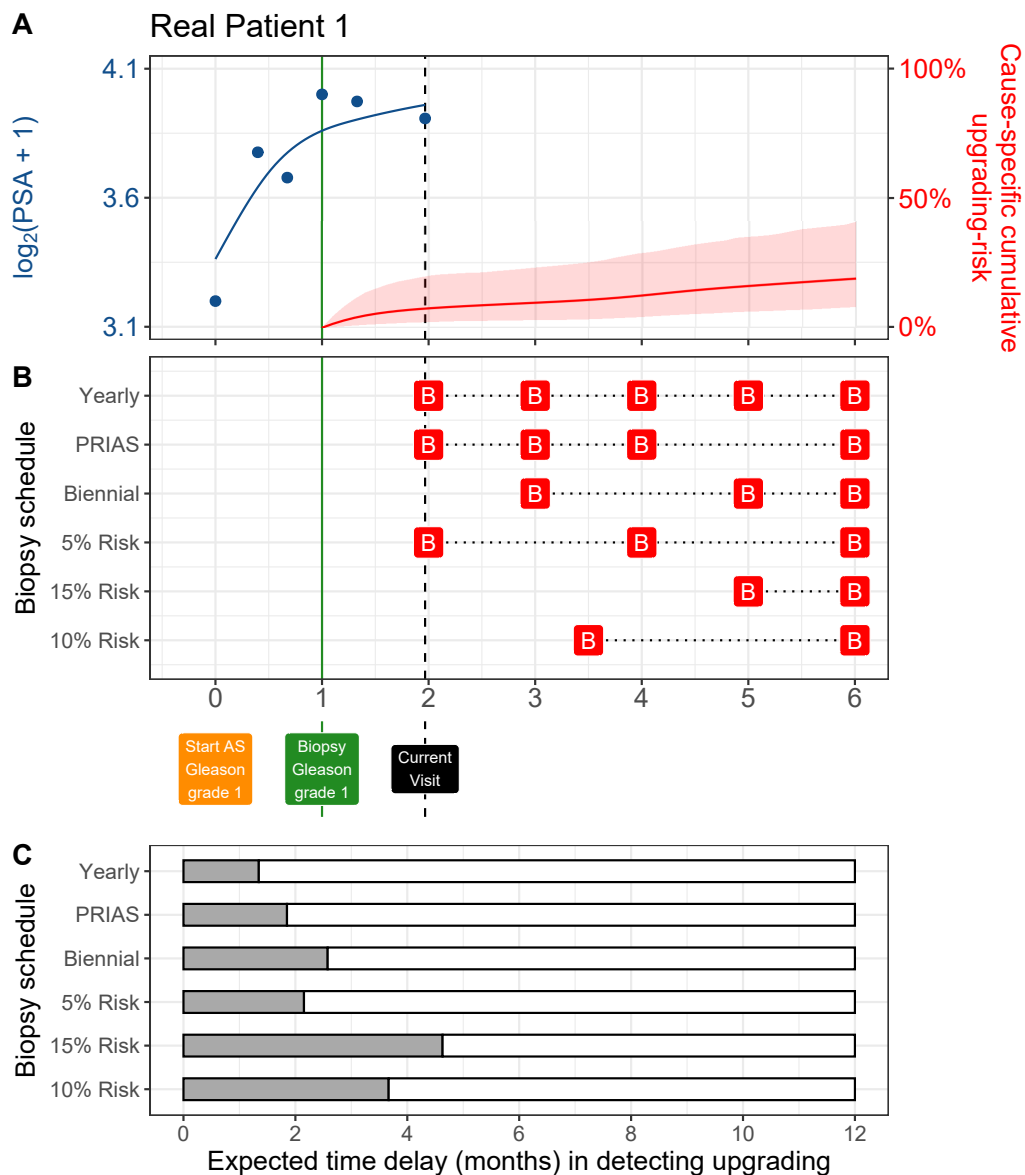 A
Real Patient 1
4.1
3.6
3.1
log₂(PSA + 1)
100%
50%
0%
Cause-specific cumulative
upgrading-risk
B
Biopsy schedule
Yearly
B B B B B
PRIAS
B B B B
Biennial
B B B
5% Risk
B B B
15% Risk
B B
10% Risk
B B
0 1 2 3 4 5 6
Start AS
Gleason
grade 1
Biopsy
Gleason
grade 1
Current
Visit
C
Biopsy schedule
Yearly
PRIAS
Biennial
5% Risk
15% Risk
10% Risk
0 2 4 6 8 10 12
Expected time delay (months) in detecting upgrading